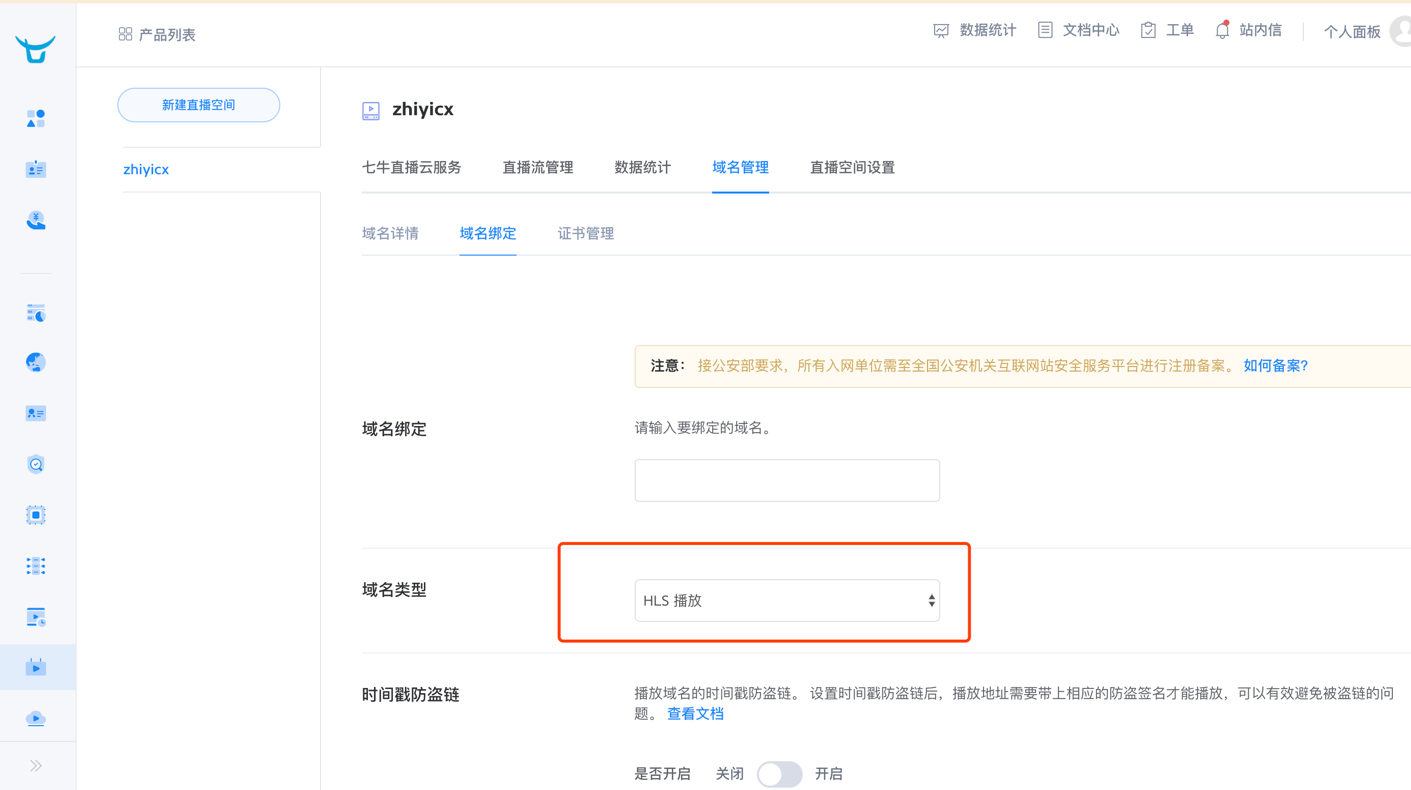 产品列表
数据统计
文档中心
工单
站内信
个人面板
新建直播空间
zhiyicx
zhiyicx
七牛直播云服务
直播流管理
数据统计
域名管理
直播空间设置
域名详情
域名绑定
证书管理
注意： 接公安部要求，所有入网单位需至全国公安机关互联网站安全服务平台进行注册备案。 如何备案?
域名绑定
请输入要绑定的域名。
域名类型
HLS 播放
时间戳防盗链
播放域名的时间戳防盗链。 设置时间戳防盗链后，播放地址需要带上相应的防盗签名才能播放，可以有效避免被盗链的问
题。 查看文档
是否开启 关闭 开启